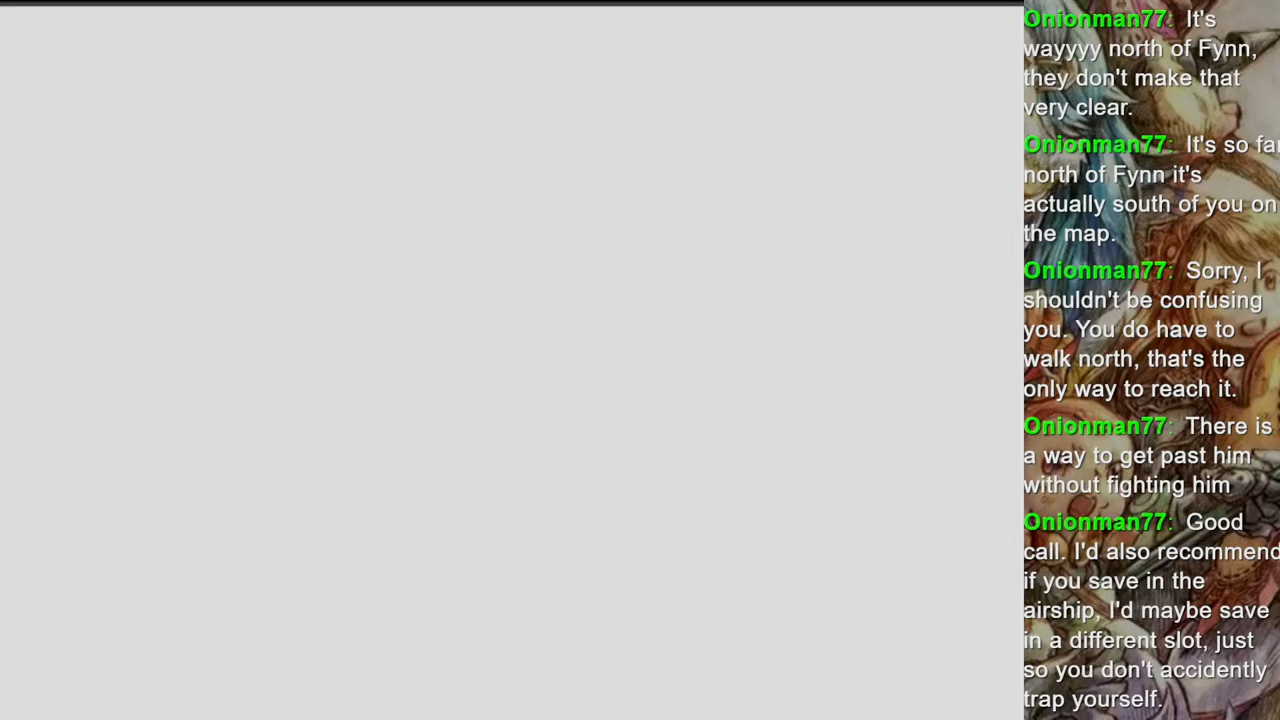 Onionman77: It's
wayyyy north of Fynn,
they don't make that
very clear.
Onionman77: It's so far
north of Fynn it's
actually south of you on
the map.
Onionman77: Sorry, I
shouldn't be confusing
you. You do have to
walk north, that's the
only way to reach it.
Onionman77: There is
a way to get past him
without fighting him
Onionman77: Good
call. I'd also recommend
if you save in the
airship, I'd maybe save
in a different slot, just
so you don't accidently
trap yourself.